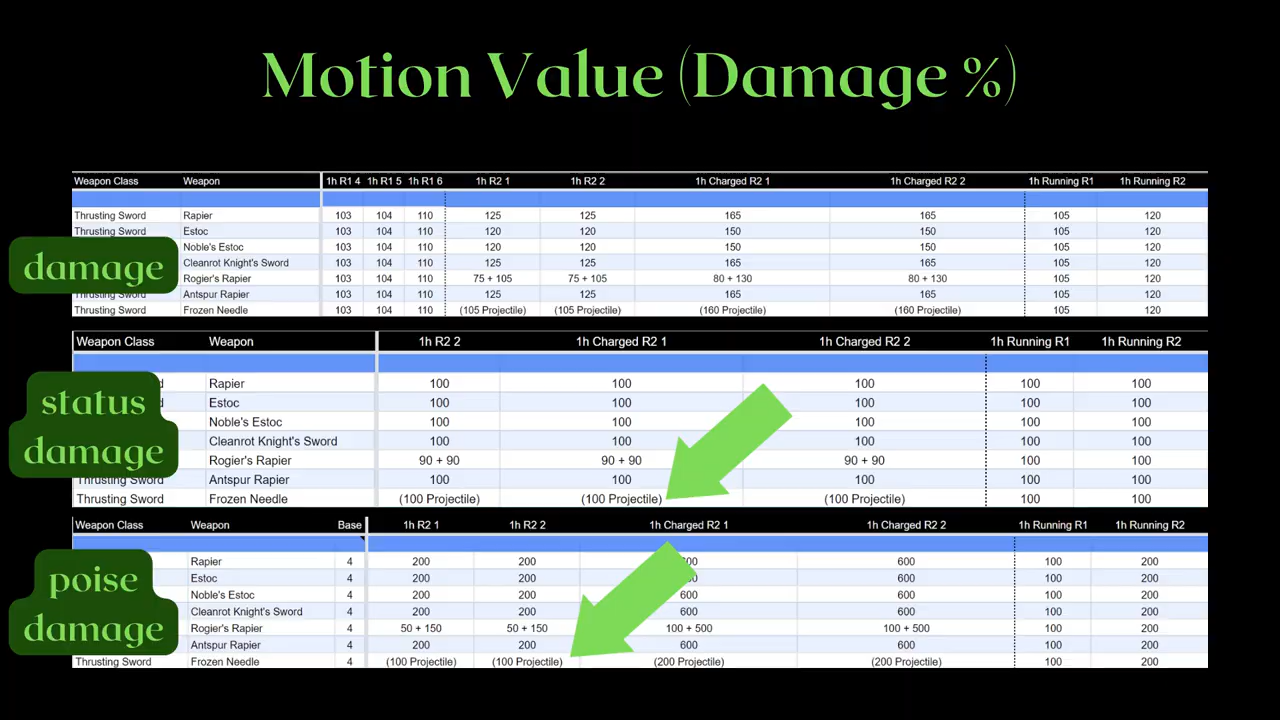 Motion Value (Damage %)
Weapon Class Weapon 1h R1 4 1h R1 5 1h R1 6 1h R2 1 1h R2 2 1h Charged R2 1 1h Charged R2 2 1h Running R1 1h Running R2
Thrusting Sword Rapier 103 104 110 125 125 165 165 105 120
Thrusting Sword Estoc 103 104 110 120 120 150 150 105 120
Noble's Estoc 103 104 110 120 120 150 150 105 120
damage
Cleanrot Knight's Sword 103 104 110 125 125 165 165 105 120
Rogier's Rapier 103 104 110 75 + 105 75 + 105 80 + 130 80 + 130 105 120
Thrusting Sword Antspur Rapier 103 104 110 125 125 165 165 105 120
Thrusting Sword Frozen Needle 103 104 110 (105 Projectile) (105 Projectile) (160 Projectile) (160 Projectile) 105 120
Weapon Class Weapon 1h R2 2 1h Charged R2 1 1h Charged R2 2 1h Running R1 1h Running R2
Rapier 100 100 100 100 100
status
Estoc 100 100 100 100 100
Noble's Estoc 100 100 100 100 100
Cleanrot Knight's Sword 100 100 100 100 100
damage
Rogier's Rapier 90 + 90 90 + 90 90 + 90 100 100
Thrusting Sword Antspur Rapier 100 100 100 100 100
Thrusting Sword Frozen Needle (100 Projectile) (100 Projectile) (100 Projectile) 100 100
Weapon Class Weapon Base 1h R2 1 1h R2 2 1h Charged R2 1 1h Charged R2 2 1h Running R1 1h Running R2
Rapier 4 200 200 600 100 200
poise
Estoc 4 200 200 600 100 200
Noble's Estoc 4 200 200 600 600 100 200
Cleanrot Knight's Sword 4 200 200 600 600 100 200
damage
Rogier's Rapier 4 50 + 150 50 + 150 100 + 500 100 + 500 100 200
Antspur Rapier 4 200 200 600 600 100 200
Thrusting Sword Frozen Needle 4 (100 Projectile) (100 Projectile) (200 Projectile) (200 Projectile) 100 200